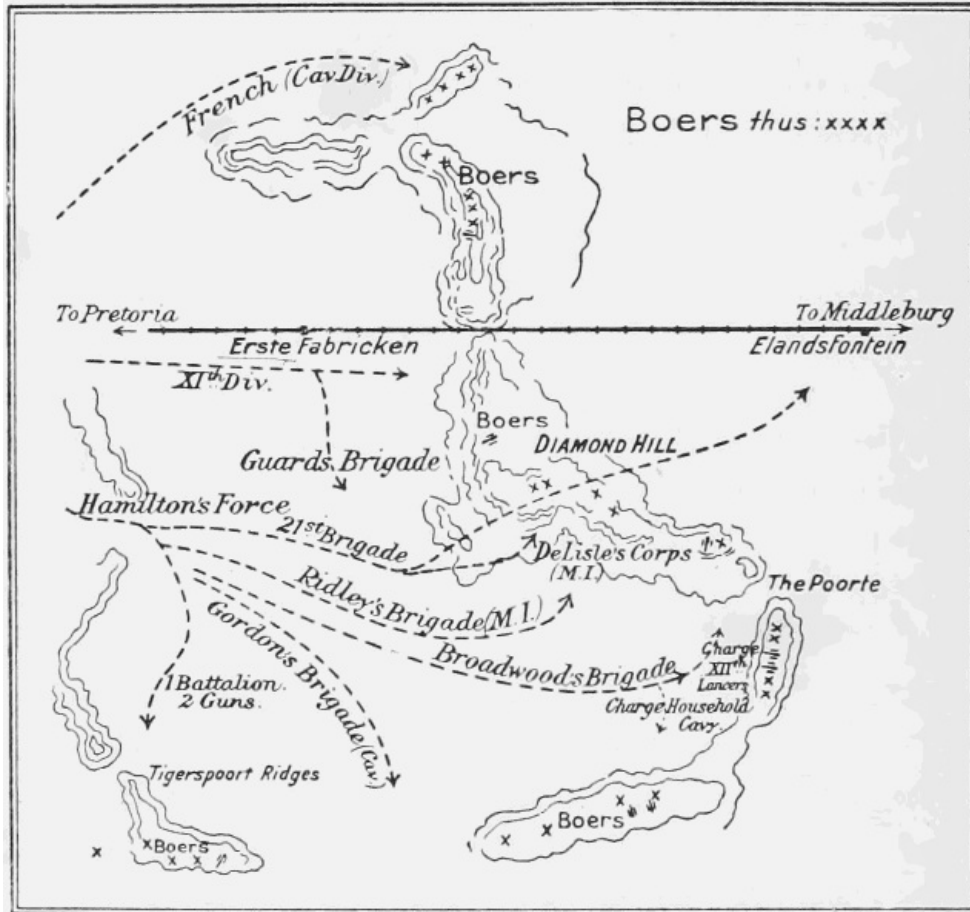 French (Cav. Div.)
Boers thus : xxxx
Boers
To Pretoria
To Middleburg
Erste Fabricken
Elandsfontein
XIth Div.
Boers
DIAMOND HILL
Guards Brigade
Hamilton's Force
21st Brigade
DeLisle's Corps
(M.I.)
The Poorte
Ridley's Brigade (M.I.)
Gordon's Brigade (Cav.)
Broadwood's Brigade
Charge
XIIth
Lancers
Charge Household
Cavy.
1 Battalion.
2 Guns.
Tigerspoort Ridges
Boers
Boers